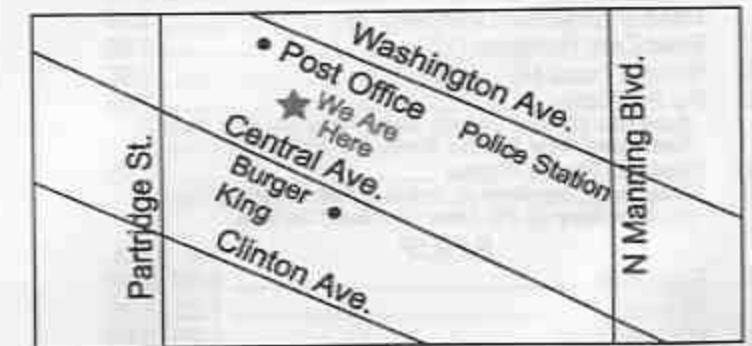 Washington Ave.
• Post Office
We Are
Here
Police Station
Central Ave.
Burger
King •
Clinton Ave.
Partridge St.
N Manning Blvd.